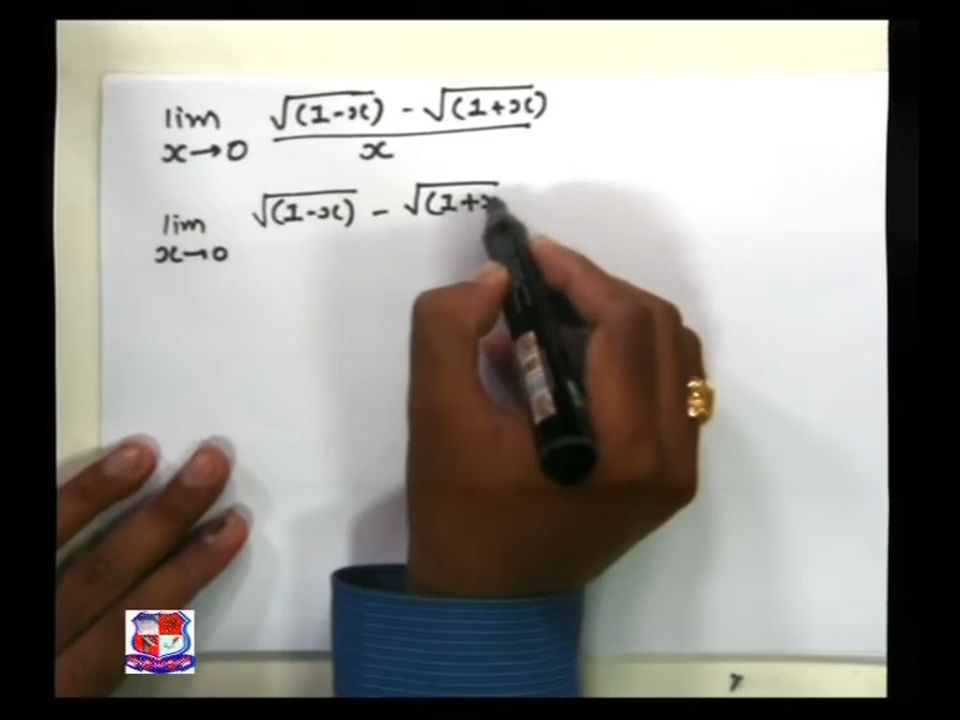 lim √(1-x) - √(1+x)
x→0 x
lim √(1-x) - √(1+x
x→0